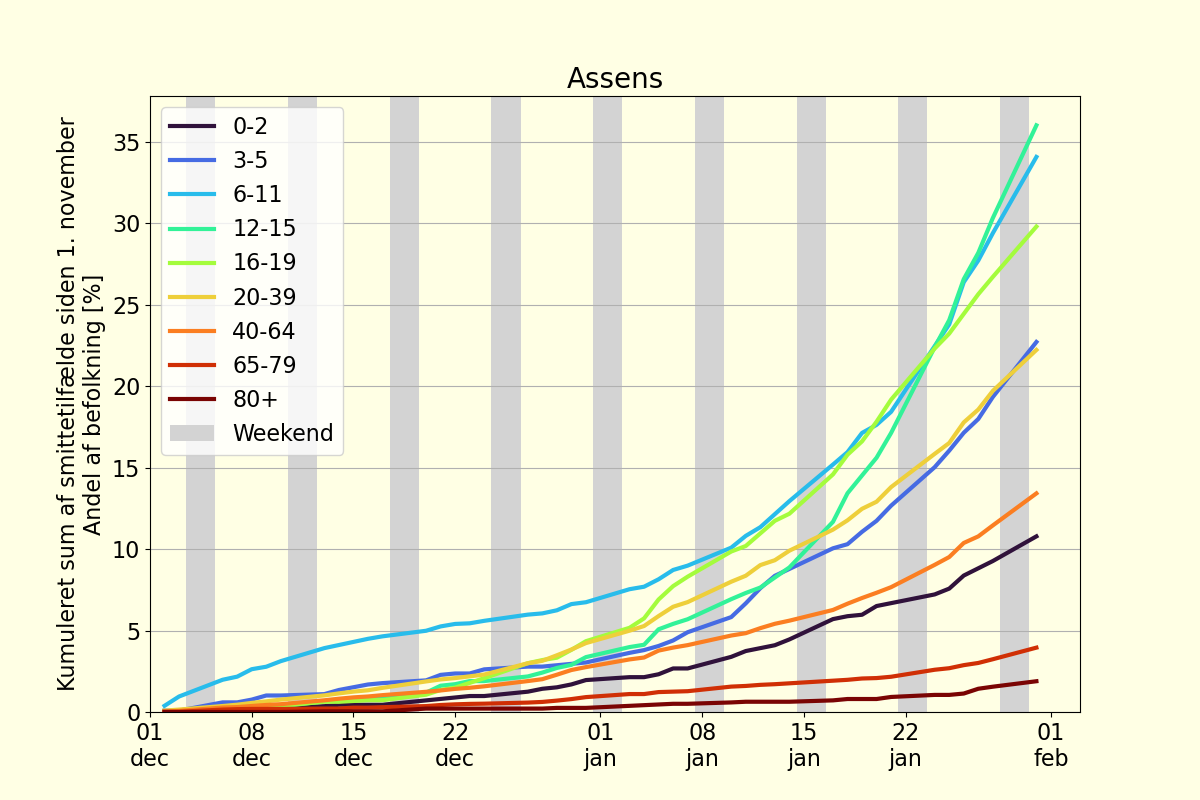 Assens
Kumuleret sum af smittetilfælde siden 1. november
Andel af befolkning [%]
35
30
25
20
15
10
5
0
0-2
3-5
6-11
12-15
16-19
20-39
40-64
65-79
80+
Weekend
01 08 15 22 01 08 15 22 01
dec dec dec dec jan jan jan jan feb